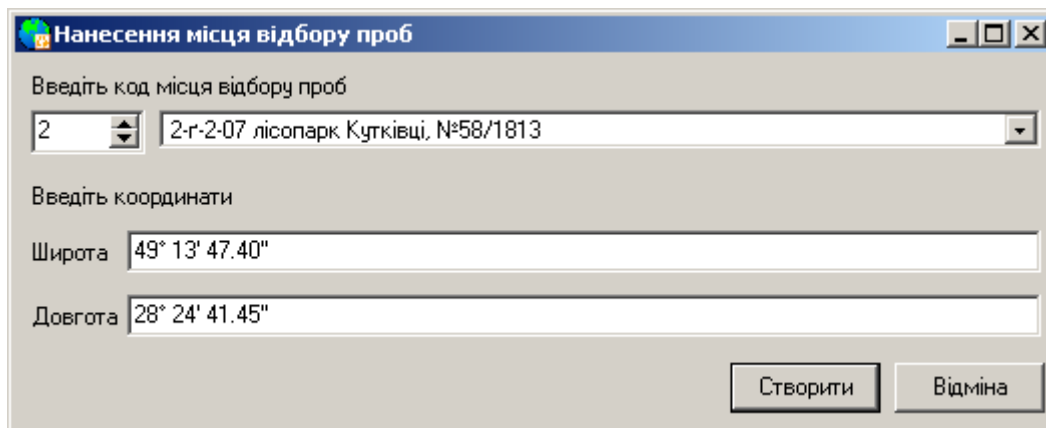 Нанесення місця відбору проб
Введіть код місця відбору проб
2 2-г-2-07 лісопарк Кутківці, №58/1813
Введіть координати
Широта 49° 13' 47.40"
Довгота 28° 24' 41.45"
Створити Відміна